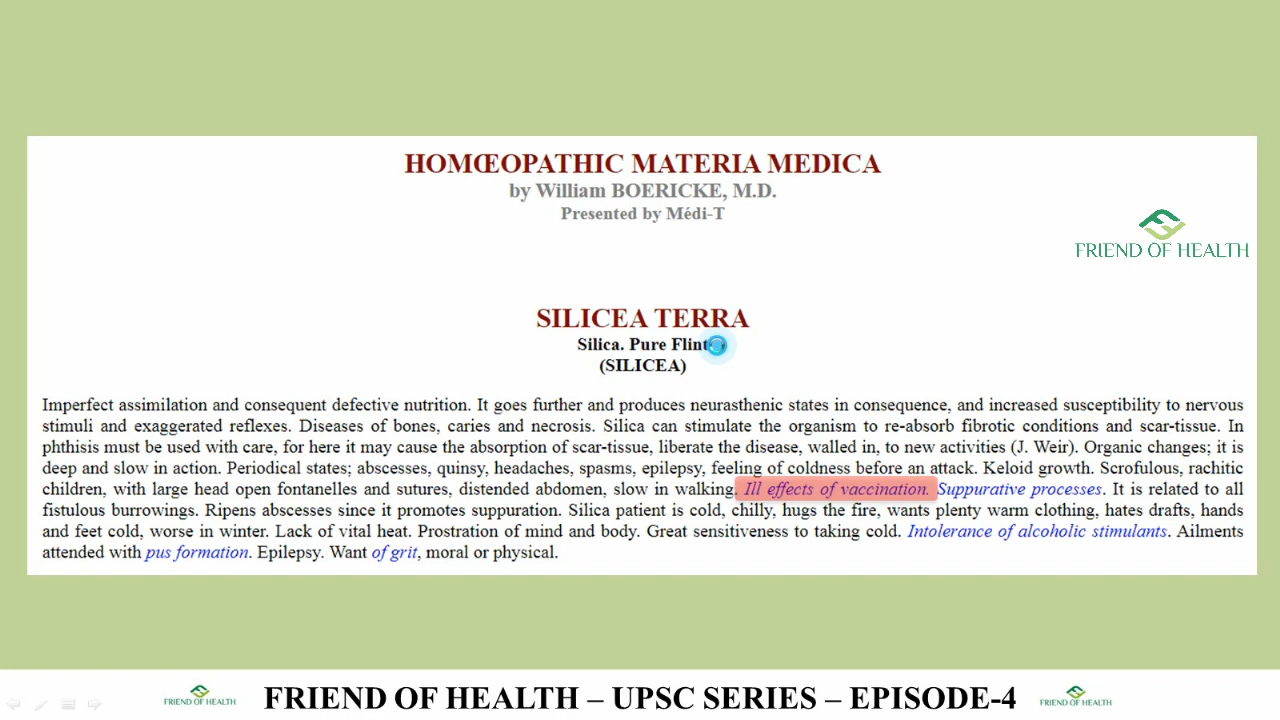 HOMŒOPATHIC MATERIA MEDICA
by William BOERICKE, M.D.
Presented by Médi-T
FRIEND OF HEALTH
SILICEA TERRA
Silica. Pure Flint
(SILICEA)
Imperfect assimilation and consequent defective nutrition. It goes further and produces neurasthenic states in consequence, and increased susceptibility to nervous
stimuli and exaggerated reflexes. Diseases of bones, caries and necrosis. Silica can stimulate the organism to re-absorb fibrotic conditions and scar-tissue. In
phthisis must be used with care, for here it may cause the absorption of scar-tissue, liberate the disease, walled in, to new activities (J. Weir). Organic changes; it is
deep and slow in action. Periodical states; abscesses, quinsy, headaches, spasms, epilepsy, feeling of coldness before an attack. Keloid growth. Scrofulous, rachitic
children, with large head open fontanelles and sutures, distended abdomen, slow in walking. Ill effects of vaccination. Suppurative processes. It is related to all
fistulous burrowings. Ripens abscesses since it promotes suppuration. Silica patient is cold, chilly, hugs the fire, wants plenty warm clothing, hates drafts, hands
and feet cold, worse in winter. Lack of vital heat. Prostration of mind and body. Great sensitiveness to taking cold. Intolerance of alcoholic stimulants. Ailments
attended with pus formation. Epilepsy. Want of grit, moral or physical.
FRIEND OF HEALTH
FRIEND OF HEALTH – UPSC SERIES – EPISODE-4
FRIEND OF HEALTH